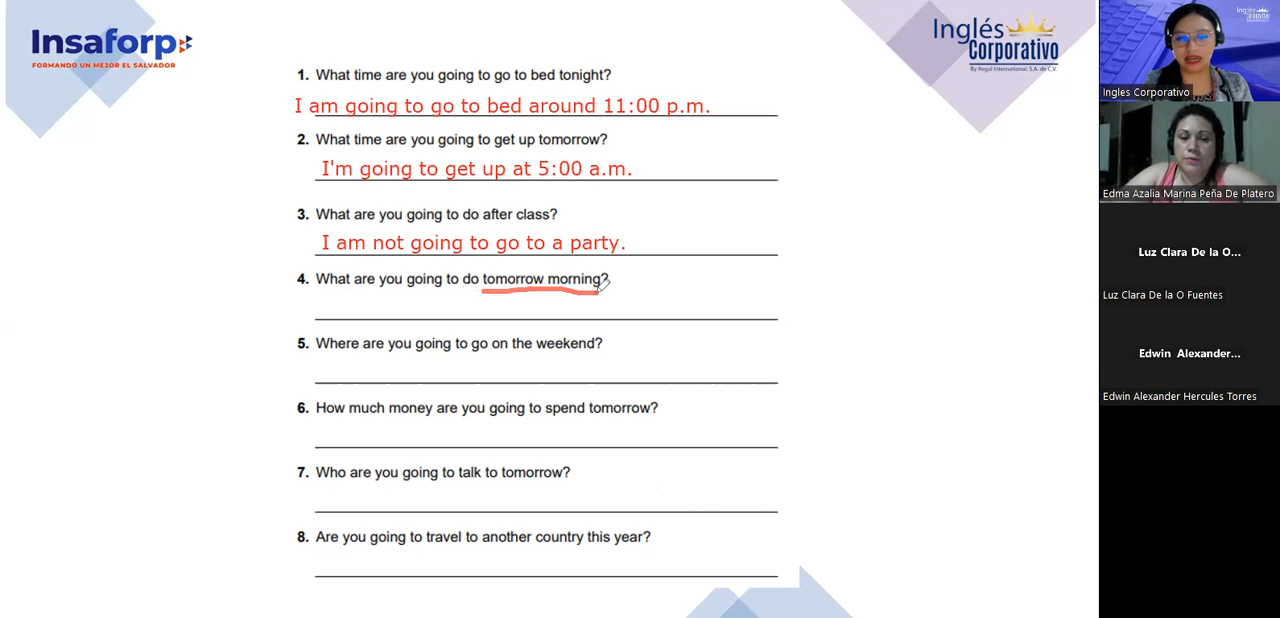 Insaforp
FORMANDO UN MEJOR EL SALVADOR
Inglés
Corporativo
By Regal International, S.A. de C.V.
1. What time are you going to go to bed tonight?
I am going to go to bed around 11:00 p.m.
2. What time are you going to get up tomorrow?
I'm going to get up at 5:00 a.m.
3. What are you going to do after class?
I am not going to go to a party.
4. What are you going to do tomorrow morning?
5. Where are you going to go on the weekend?
6. How much money are you going to spend tomorrow?
7. Who are you going to talk to tomorrow?
8. Are you going to travel to another country this year?
Inglés
Corporativo
Ingles Corporativo
Edma Azalia Marina Peña De Platero
Luz Clara De la O...
Luz Clara De la O Fuentes
Edwin Alexander...
Edwin Alexander Hercules Torres